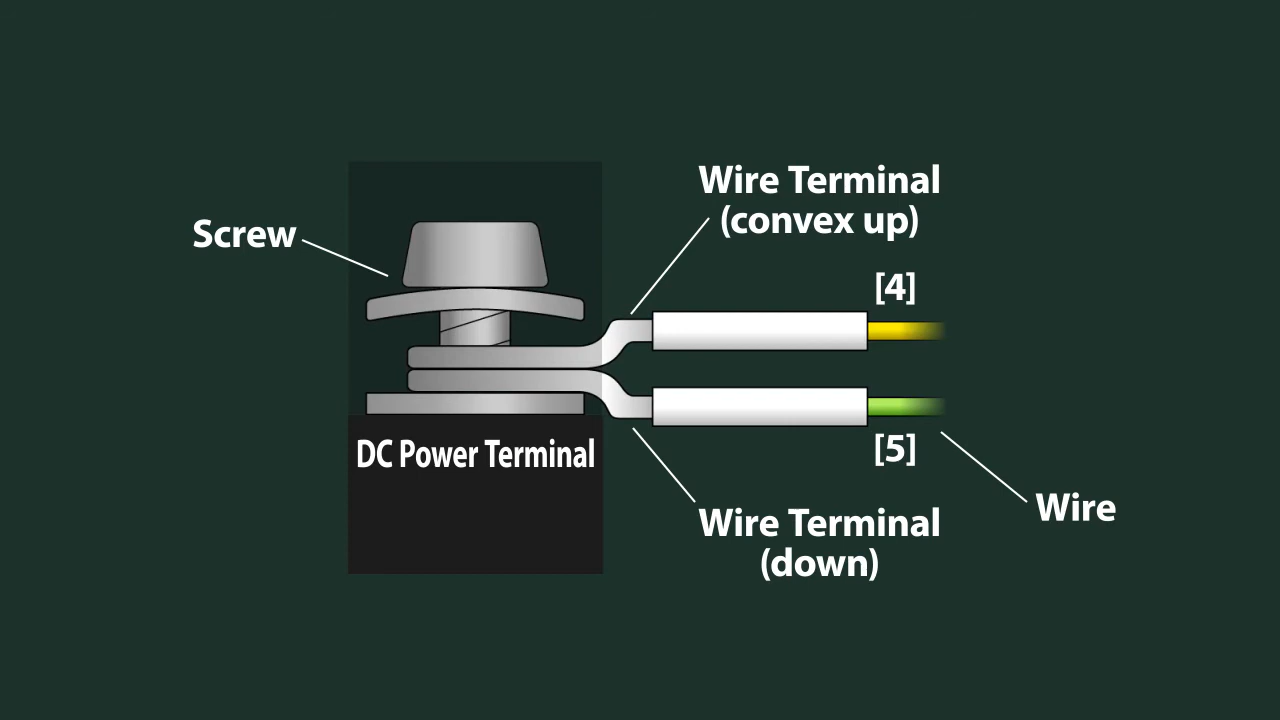 Wire Terminal
(convex up)
Screw
[4]
DC Power Terminal
[5]
Wire
Wire Terminal
(down)